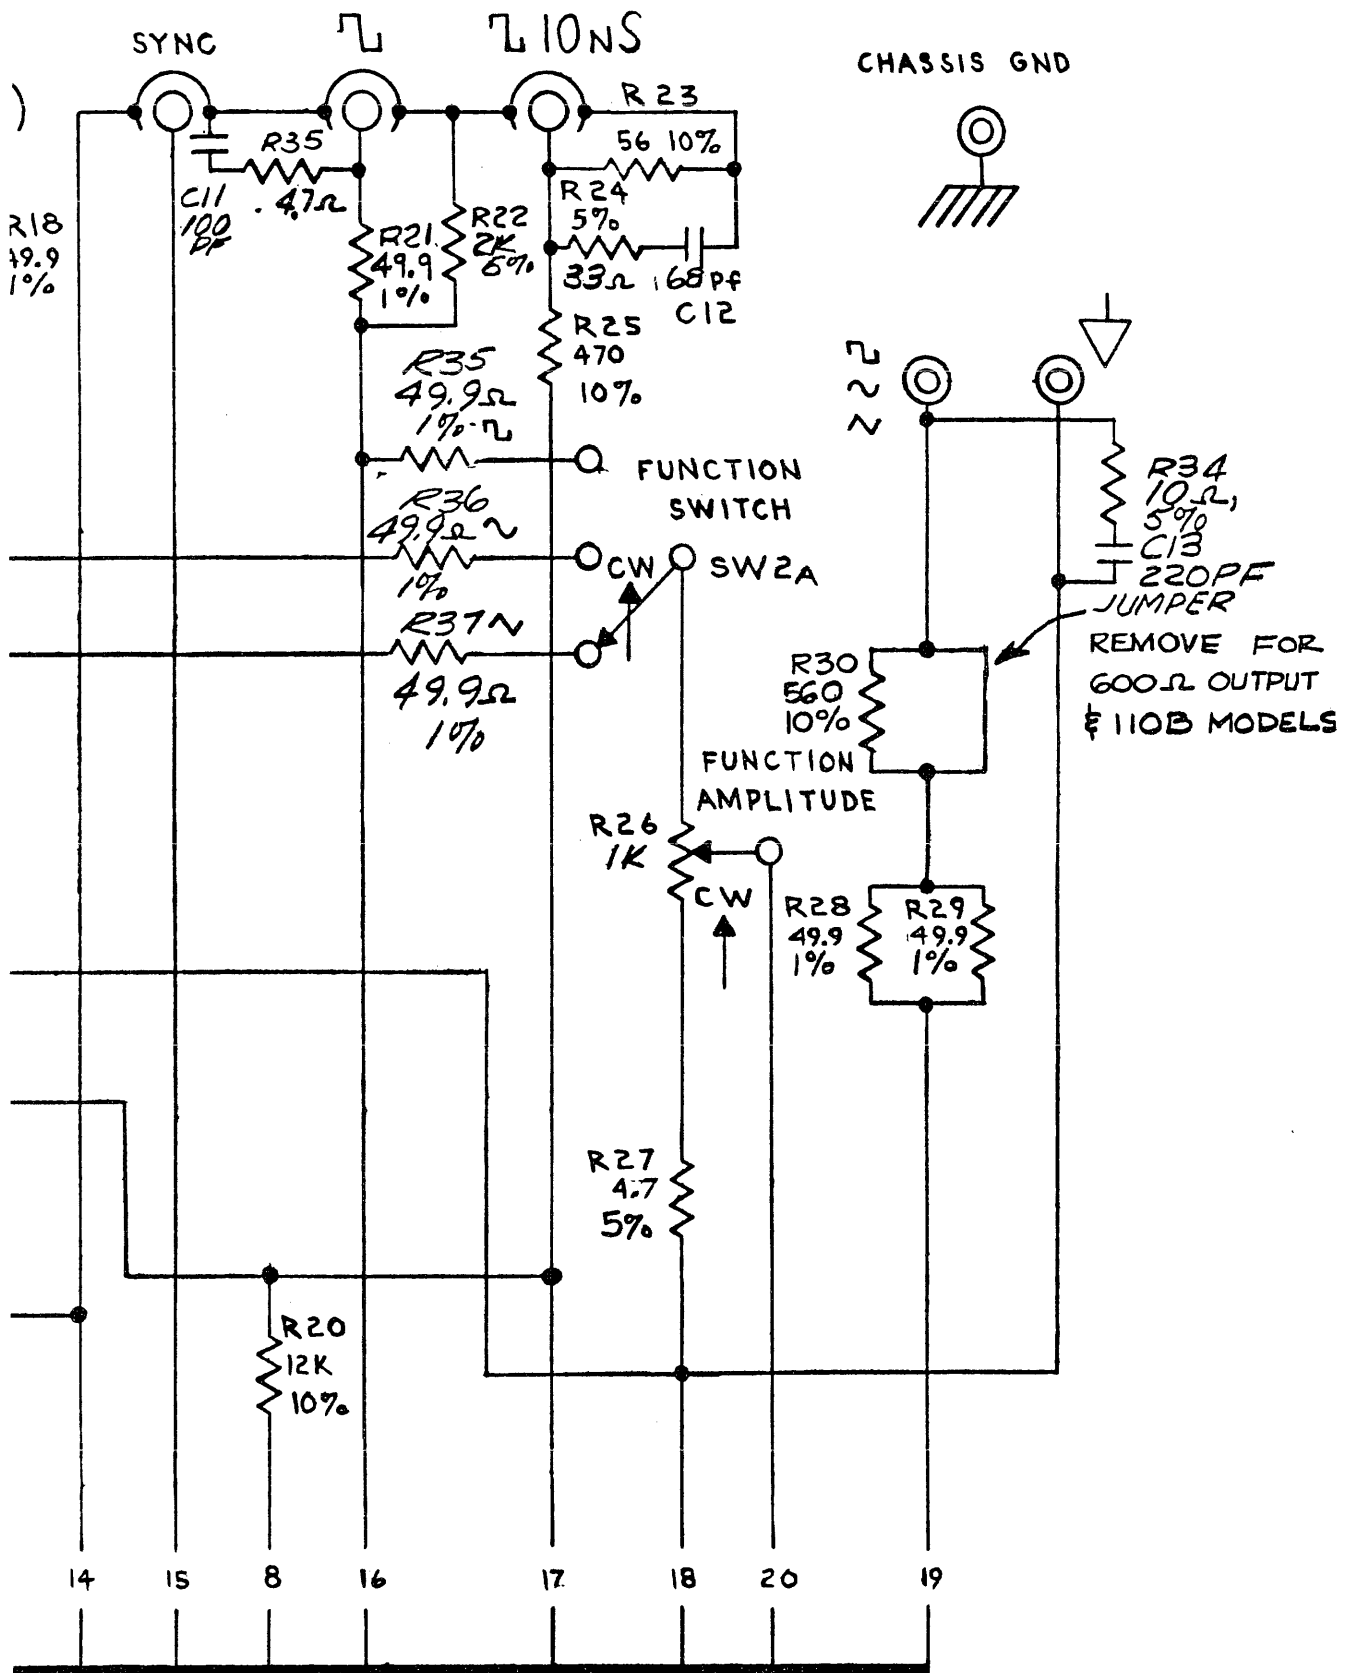 SYNC
10NS
CHASSIS GND
)
R23
56 10%
R35
47Ω
C11
100
PF
R24
5%
33Ω
68 Pf
C12
R18
49.9
1%
R21
49.9
1%
R22
2K
5%
R25
470
10%
R35
49.9Ω
1%
FUNCTION
SWITCH
R36
49.9Ω ~
1%
CW
SW2A
R37 ~
49.9Ω
1%
~
~
R34
10Ω,
5%
C13
220PF
JUMPER
REMOVE FOR
600Ω OUTPUT
& 110B MODELS
R30
560
10%
FUNCTION
AMPLITUDE
R26
1K
CW
R28
49.9
1%
R29
49.9
1%
R27
4.7
5%
R20
12K
10%
14 15 8 16 17 18 20 19